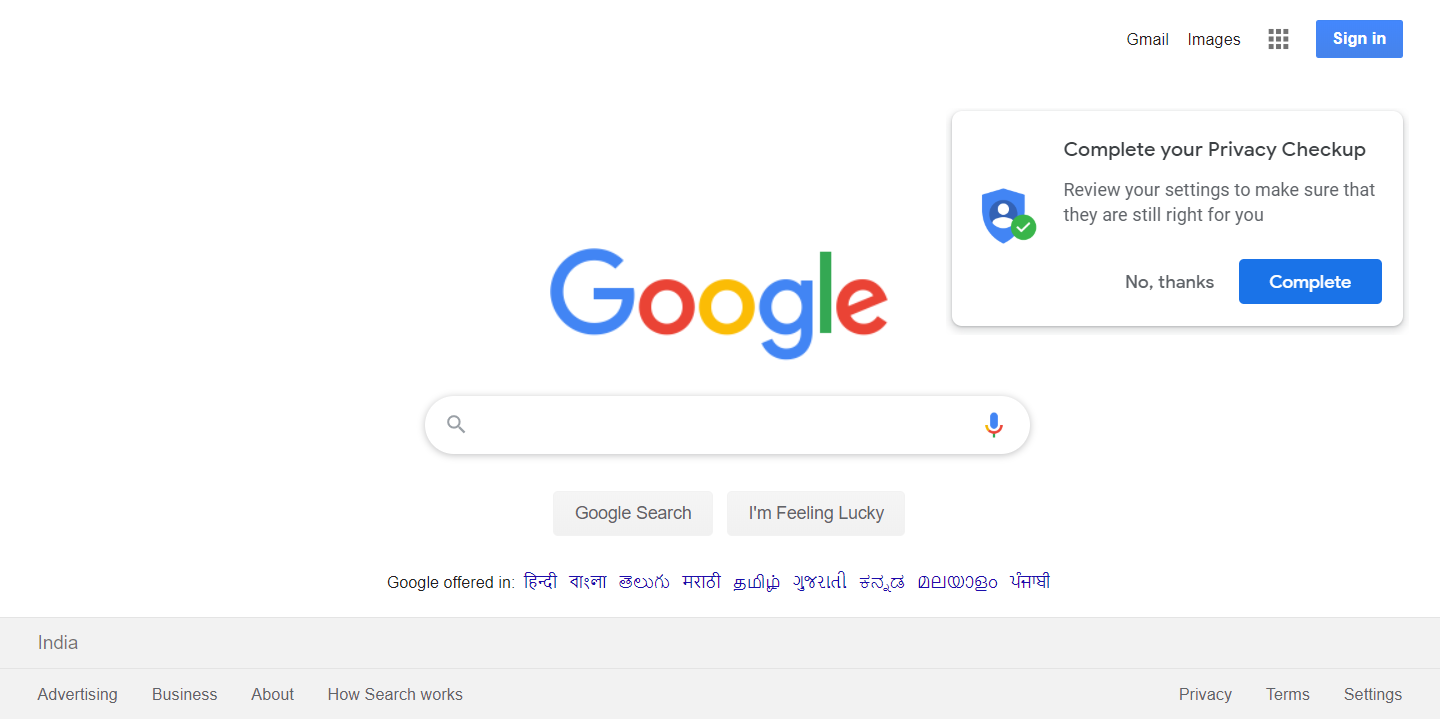 Gmail Images Sign in
Complete your Privacy Checkup
Review your settings to make sure that
they are still right for you
No, thanks Complete
Google
Google Search I'm Feeling Lucky
Google offered in: हिन्दी বাংলা తెలుగు मराठी தமிழ் ગુજરાતી ಕನ್ನಡ മലയാളം ਪੰਜਾਬੀ
India
Advertising Business About How Search works Privacy Terms Settings